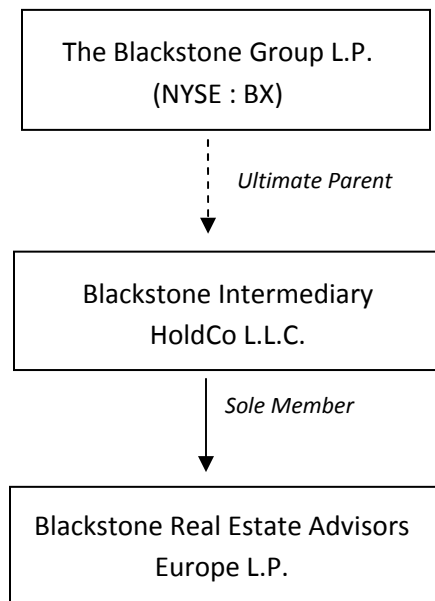 The Blackstone Group L.P.
(NYSE : BX)
Ultimate Parent
Blackstone Intermediary
HoldCo L.L.C.
Sole Member
Blackstone Real Estate Advisors
Europe L.P.